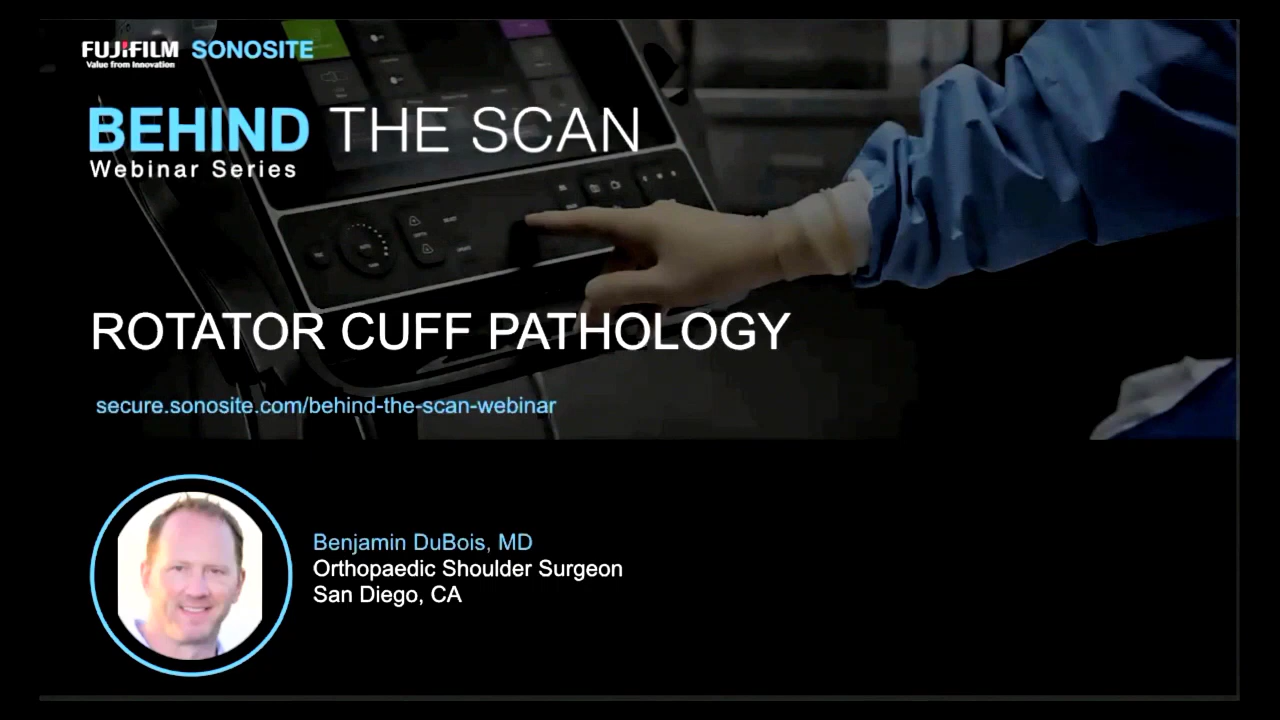 FUJIFILM SONOSITE
Value from Innovation
BEHIND THE SCAN
Webinar Series
ROTATOR CUFF PATHOLOGY
secure.sonosite.com/behind-the-scan-webinar
Benjamin DuBois, MD
Orthopaedic Shoulder Surgeon
San Diego, CA